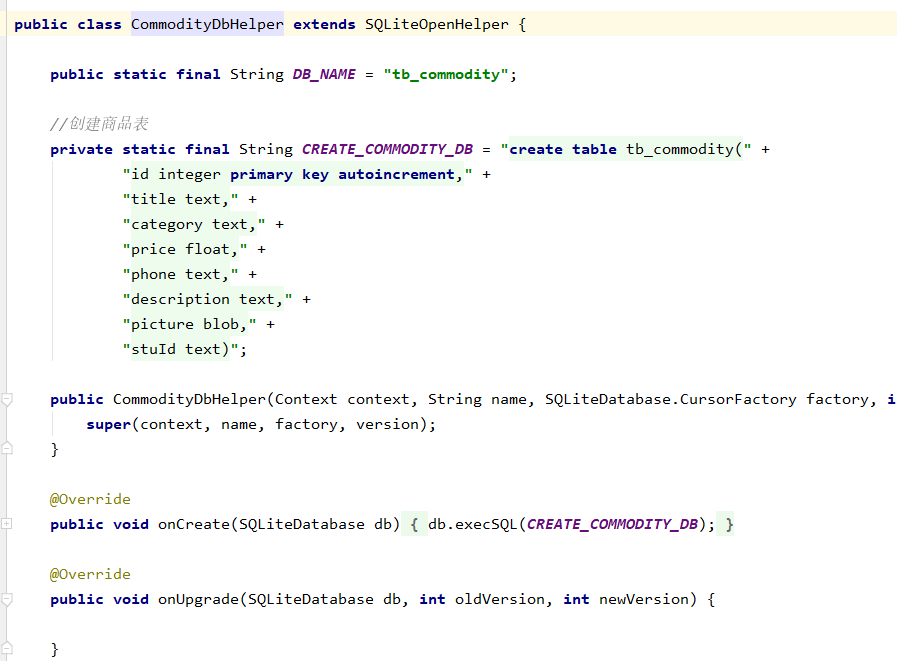 public class CommodityDbHelper extends SQLiteOpenHelper {
public static final String DB_NAME = "tb_commodity";
//创建商品表
private static final String CREATE_COMMODITY_DB = "create table tb_commodity(" +
"id integer primary key autoincrement," +
"title text," +
"category text," +
"price float," +
"phone text," +
"description text," +
"picture blob," +
"stuId text)";
public CommodityDbHelper(Context context, String name, SQLiteDatabase.CursorFactory factory, i
super(context, name, factory, version);
}
@Override
public void onCreate(SQLiteDatabase db) { db.execSQL(CREATE_COMMODITY_DB); }
@Override
public void onUpgrade(SQLiteDatabase db, int oldVersion, int newVersion) {
}